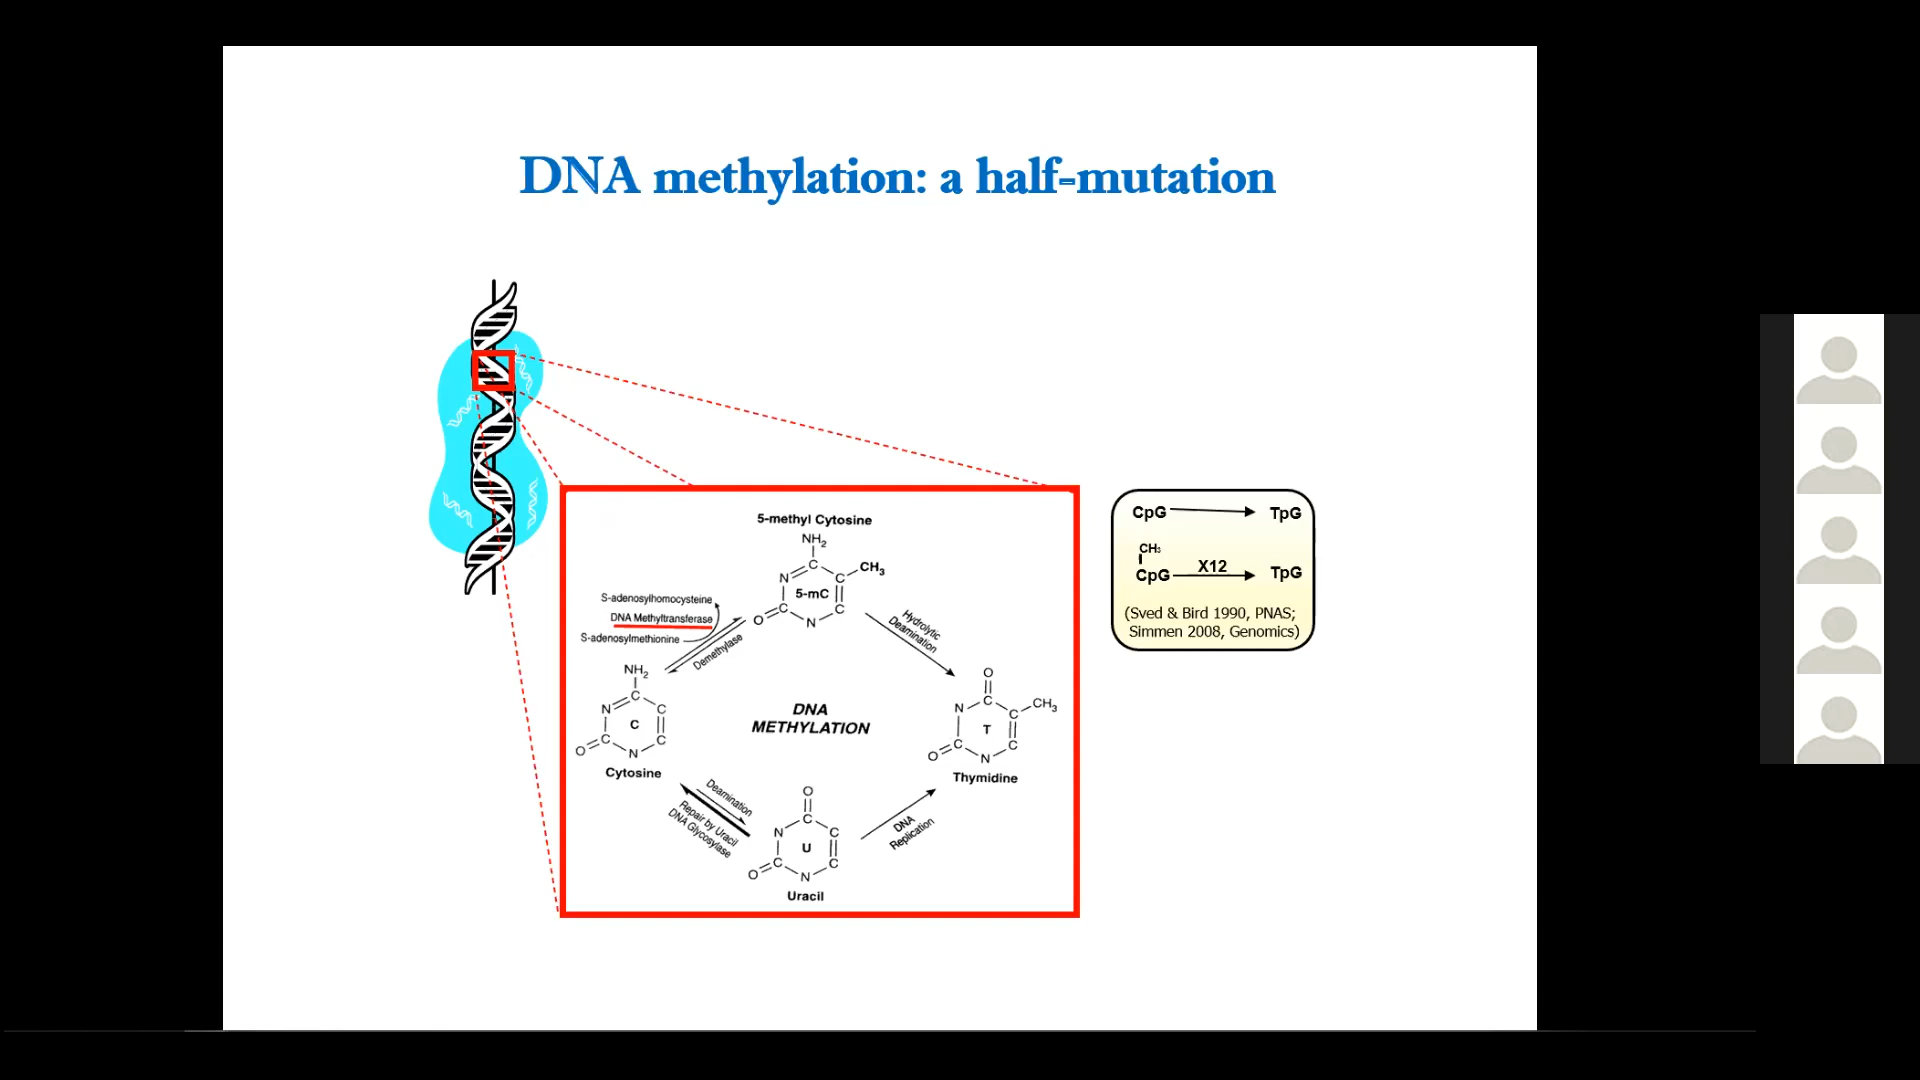 DNA methylation: a half-mutation
5-methyl Cytosine
NH2
N
C
C
CH3
5-mC
O
C
C
N
S-adenosylhomocysteine
DNA Methyltransferase
S-adenosylmethionine
Demethylase
Hydrolytic
Deamination
NH2
C
N
C
C
O
C
C
N
Cytosine
DNA
METHYLATION
O
C
N
C
CH3
T
O
C
C
N
Thymidine
Deamination
Repair by Uracil
DNA Glycosylase
O
C
N
C
U
O
C
C
N
Uracil
DNA
Replication
CpG
TpG
CH3
CpG
X12
TpG
(Sved & Bird 1990, PNAS;
Simmen 2008, Genomics)